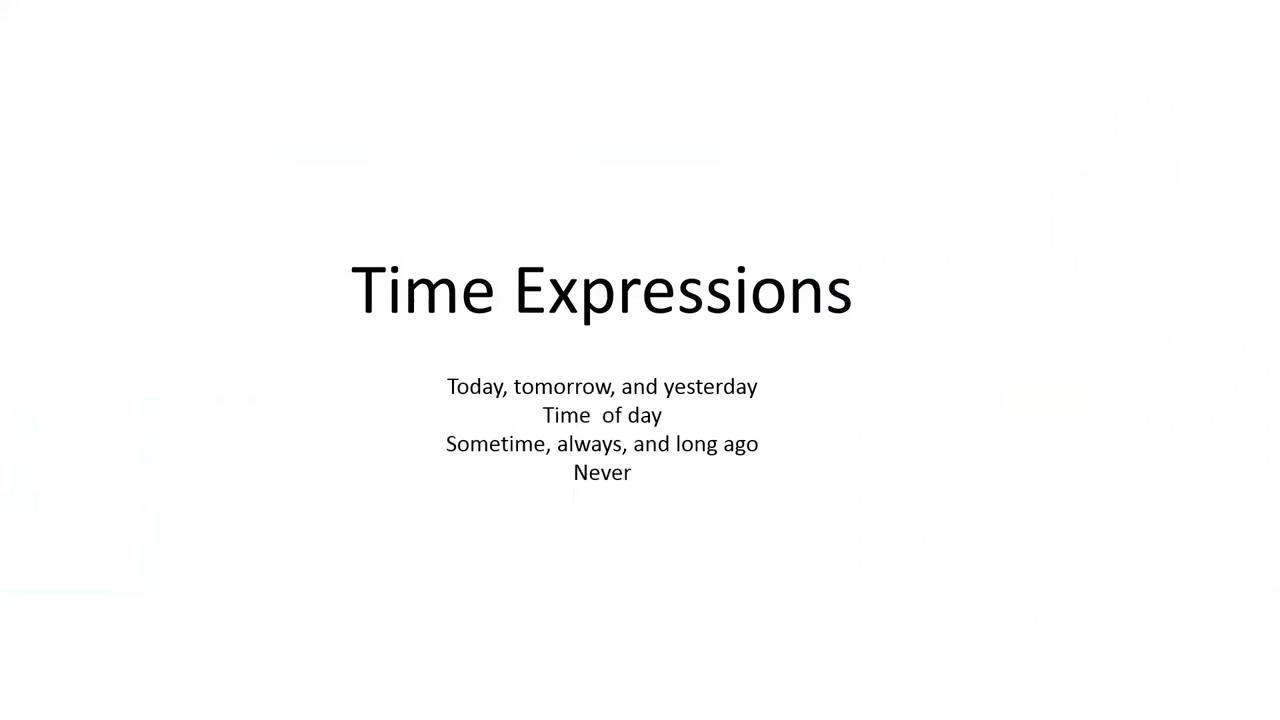 Time Expressions
Today, tomorrow, and yesterday
Time  of day
Sometime, always, and long ago
Never